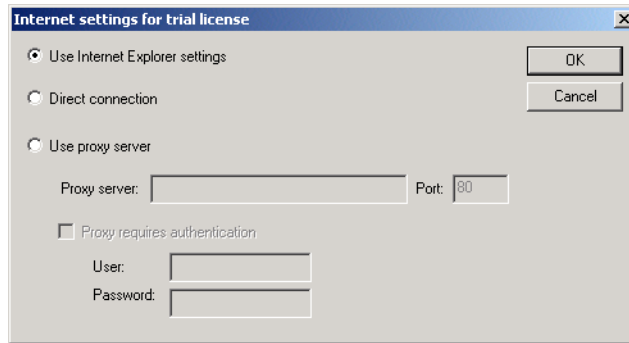 Internet settings for trial license
Use Internet Explorer settings
OK
Direct connection
Cancel
Use proxy server
Proxy server: Port: 80
Proxy requires authentication
User:
Password: